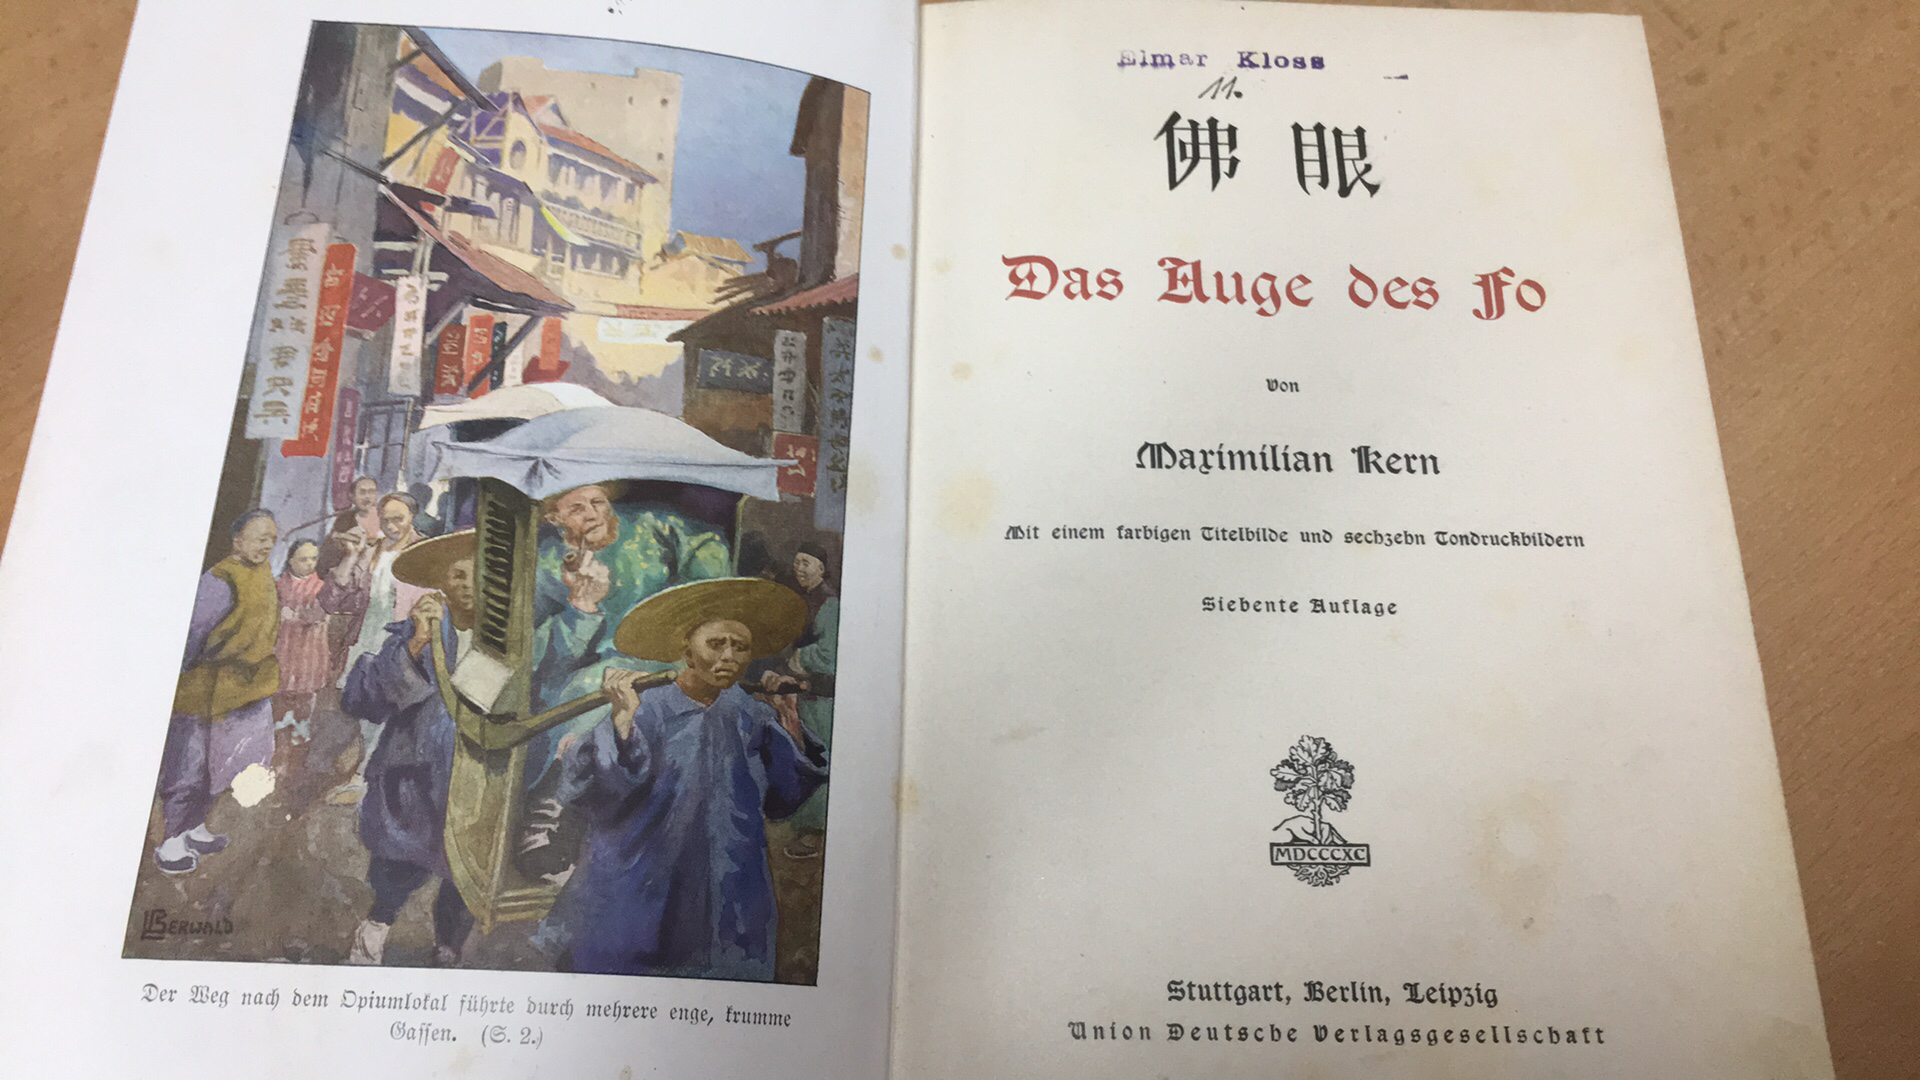 BERWALD
Der Weg nach dem Opiumlokal führte durch mehrere enge, krumme
Gassen. (S. 2.)
Elmar Kloss
11.
佛 眼
Das Auge des Fo
von
Maximilian Kern
Mit einem farbigen Titelbilde und sechzehn Tondruckbildern
Siebente Auflage
MDCCCXC
Stuttgart, Berlin, Leipzig
Union Deutsche Verlagsgesellschaft